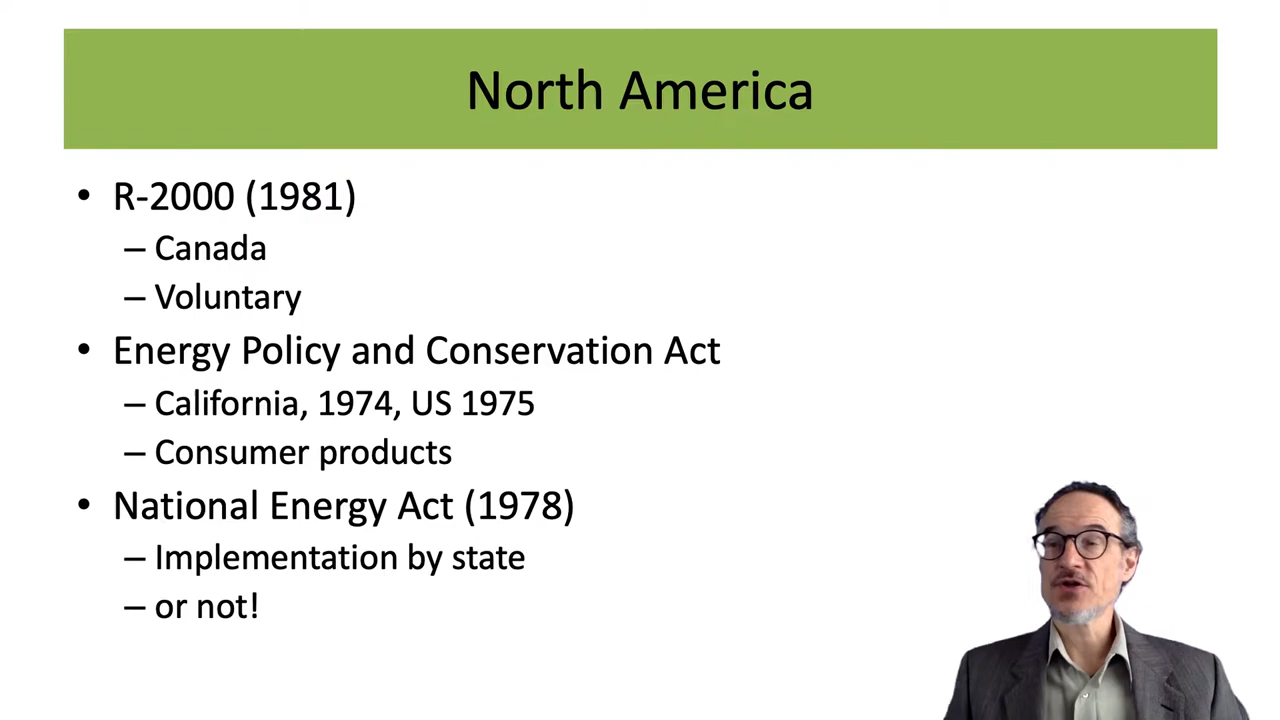 North America
• R-2000 (1981)
– Canada
– Voluntary
• Energy Policy and Conservation Act
– California, 1974, US 1975
– Consumer products
• National Energy Act (1978)
– Implementation by state
– or not!